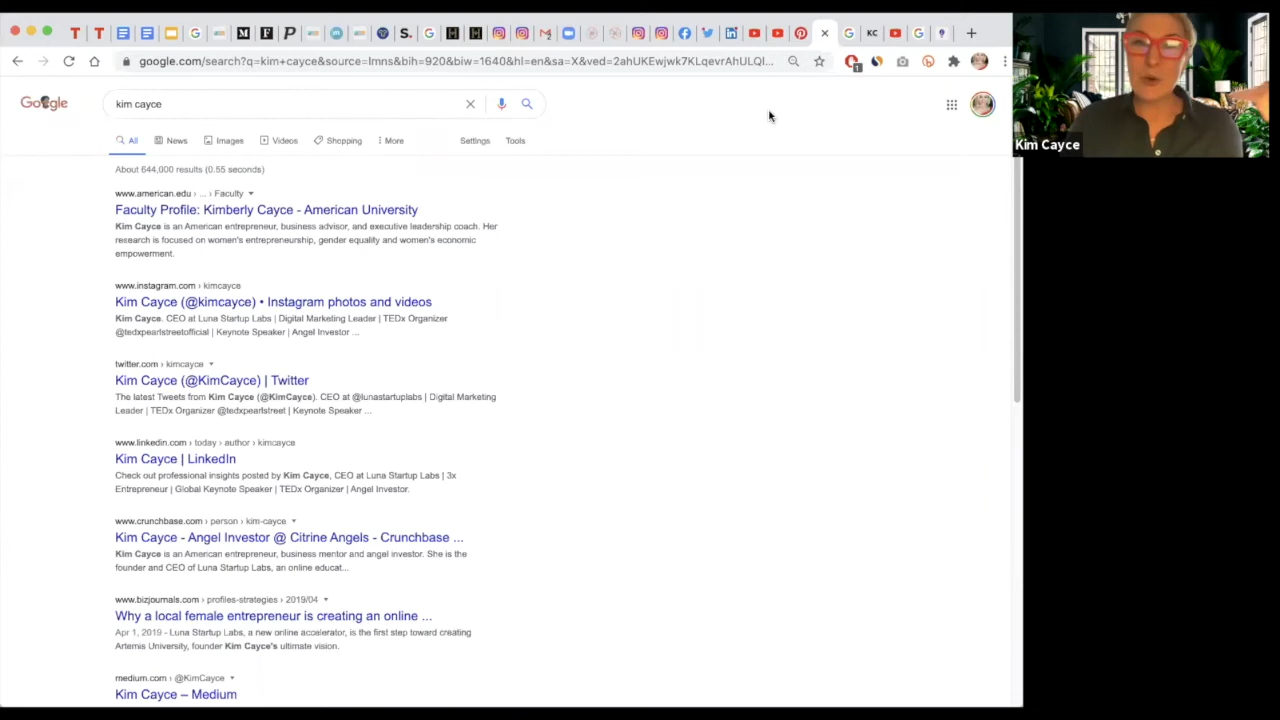 google.com/search?q=kim+cayce&source=lmns&bih=920&biw=1640&hl=en&sa=X&ved=2ahUKEwjwk7KLqevrAhULQI...
Google
kim cayce
All
News
Images
Videos
Shopping
More
Settings
Tools
About 644,000 results (0.55 seconds)
www.american.edu › ... › Faculty
Faculty Profile: Kimberly Cayce - American University
Kim Cayce is an American entrepreneur, business advisor, and executive leadership coach. Her
research is focused on women's entrepreneurship, gender equality and women's economic
empowerment.
www.instagram.com › kimcayce
Kim Cayce (@kimcayce) • Instagram photos and videos
Kim Cayce. CEO at Luna Startup Labs | Digital Marketing Leader | TEDx Organizer
@tedxpearlstreetofficial | Keynote Speaker | Angel Investor ...
twitter.com › kimcayce
Kim Cayce (@KimCayce) | Twitter
The latest Tweets from Kim Cayce (@KimCayce). CEO at @lunastartuplabs | Digital Marketing
Leader | TEDx Organizer @tedxpearlstreet | Keynote Speaker ...
www.linkedin.com › today › author › kimcayce
Kim Cayce | LinkedIn
Check out professional insights posted by Kim Cayce, CEO at Luna Startup Labs | 3x
Entrepreneur | Global Keynote Speaker | TEDx Organizer | Angel Investor.
www.crunchbase.com › person › kim-cayce
Kim Cayce - Angel Investor @ Citrine Angels - Crunchbase ...
Kim Cayce is an American entrepreneur, business mentor and angel investor. She is the
founder and CEO of Luna Startup Labs, an online educat...
www.bizjournals.com › profiles-strategies › 2019/04
Why a local female entrepreneur is creating an online ...
Apr 1, 2019 - Luna Startup Labs, a new online accelerator, is the first step toward creating
Artemis University, founder Kim Cayce's ultimate vision.
medium.com › @KimCayce
Kim Cayce – Medium
Kim Cayce